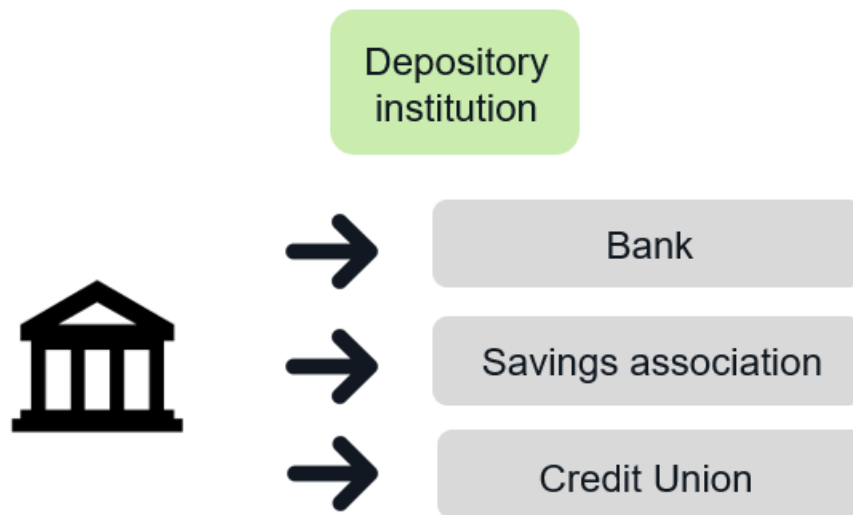 Depository
institution
Bank
Savings association
Credit Union